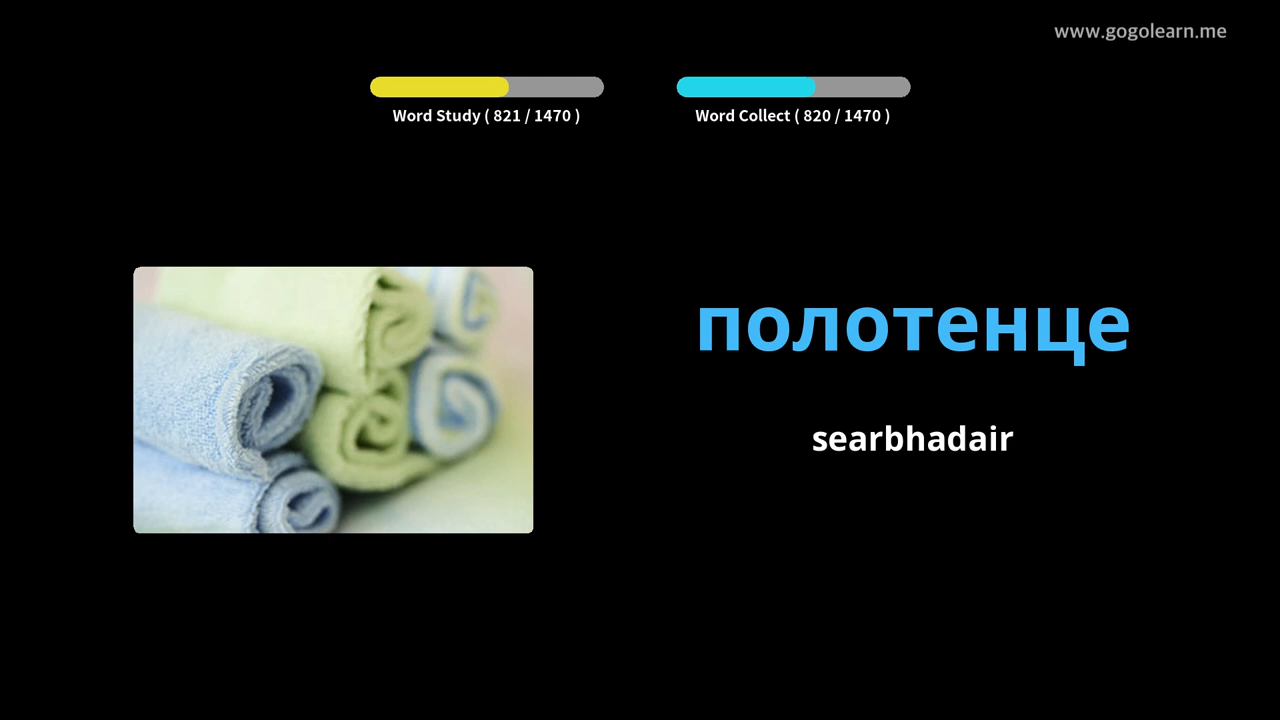 www.gogolearn.me
Word Study ( 821 / 1470 )
Word Collect ( 820 / 1470 )
полотенце
searbhadair